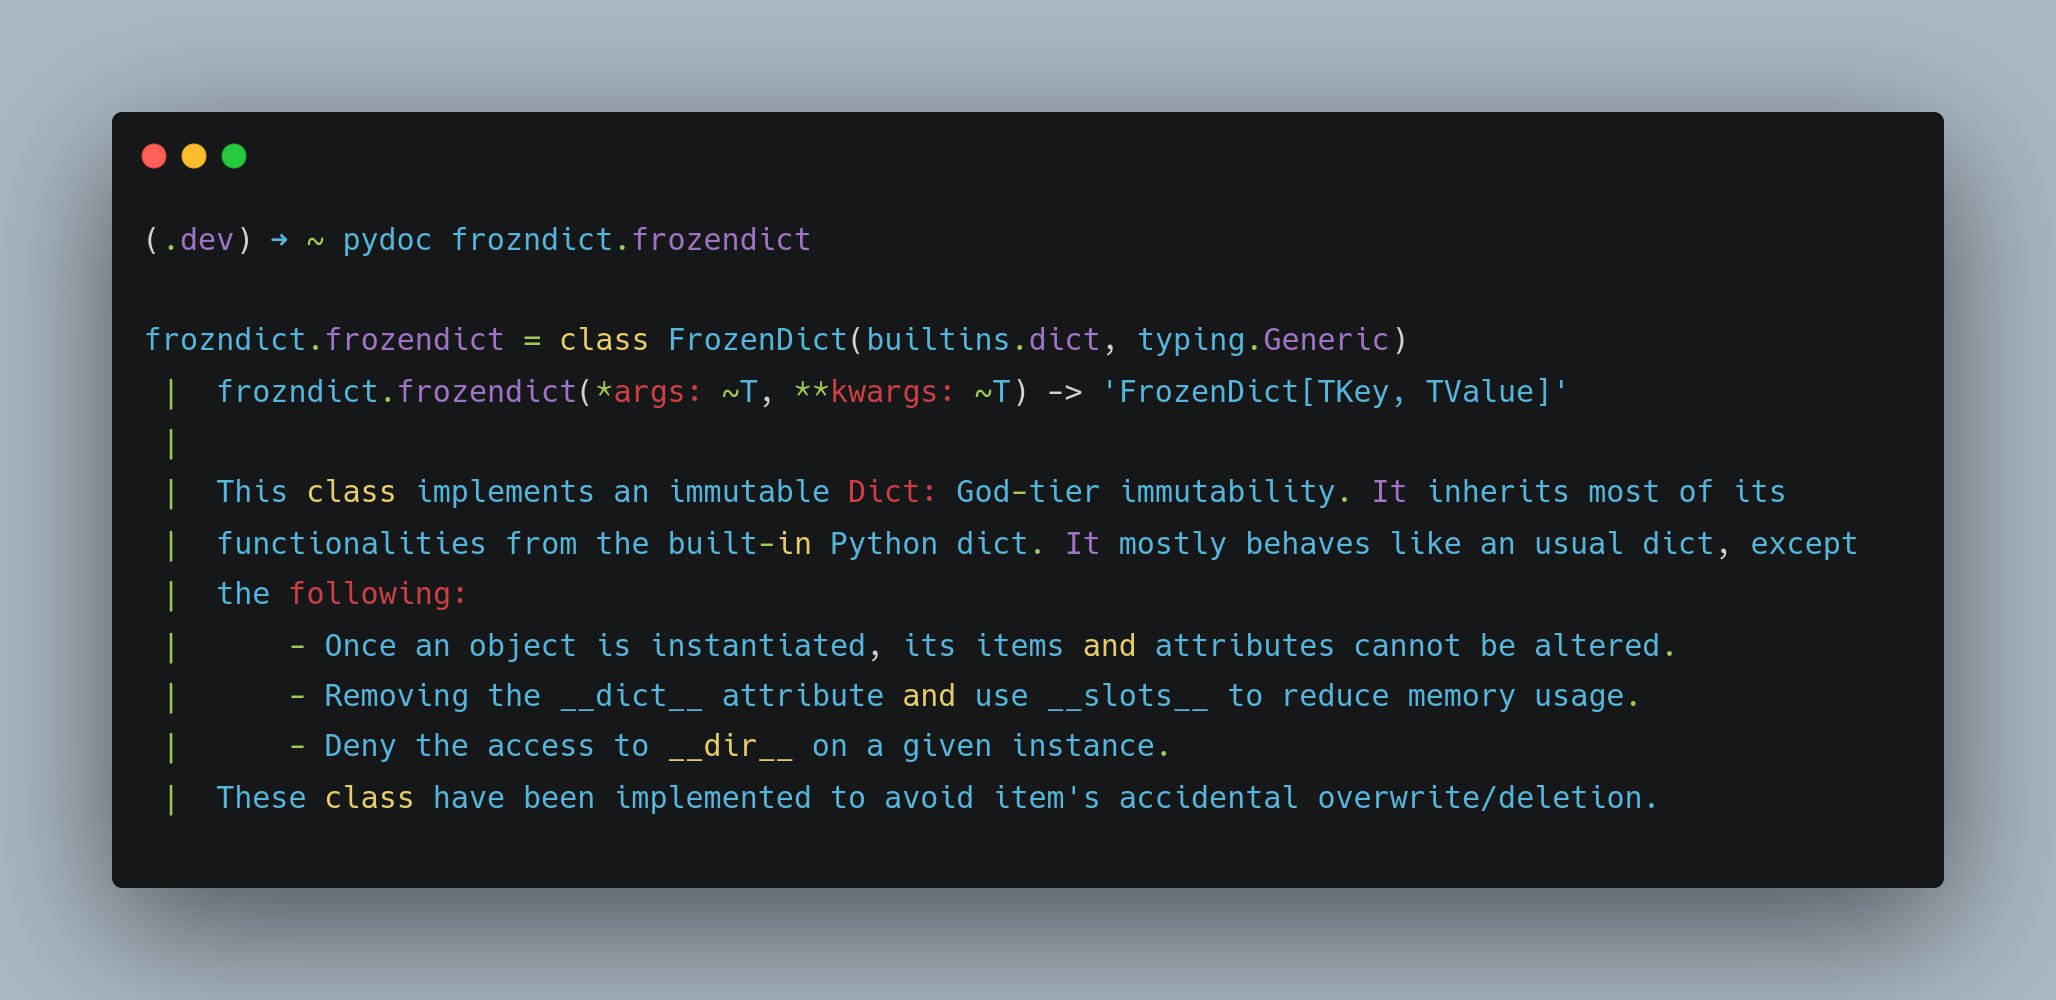 (.dev) ➜ ~ pydoc frozndict.frozendict
frozndict.frozendict = class FrozenDict(builtins.dict, typing.Generic)
| frozndict.frozendict(*args: ~T, **kwargs: ~T) -> 'FrozenDict[TKey, TValue]'
|
| This class implements an immutable Dict: God-tier immutability. It inherits most of its
| functionalities from the built-in Python dict. It mostly behaves like an usual dict, except
| the following:
| - Once an object is instantiated, its items and attributes cannot be altered.
| - Removing the __dict__ attribute and use __slots__ to reduce memory usage.
| - Deny the access to __dir__ on a given instance.
| These class have been implemented to avoid item's accidental overwrite/deletion.